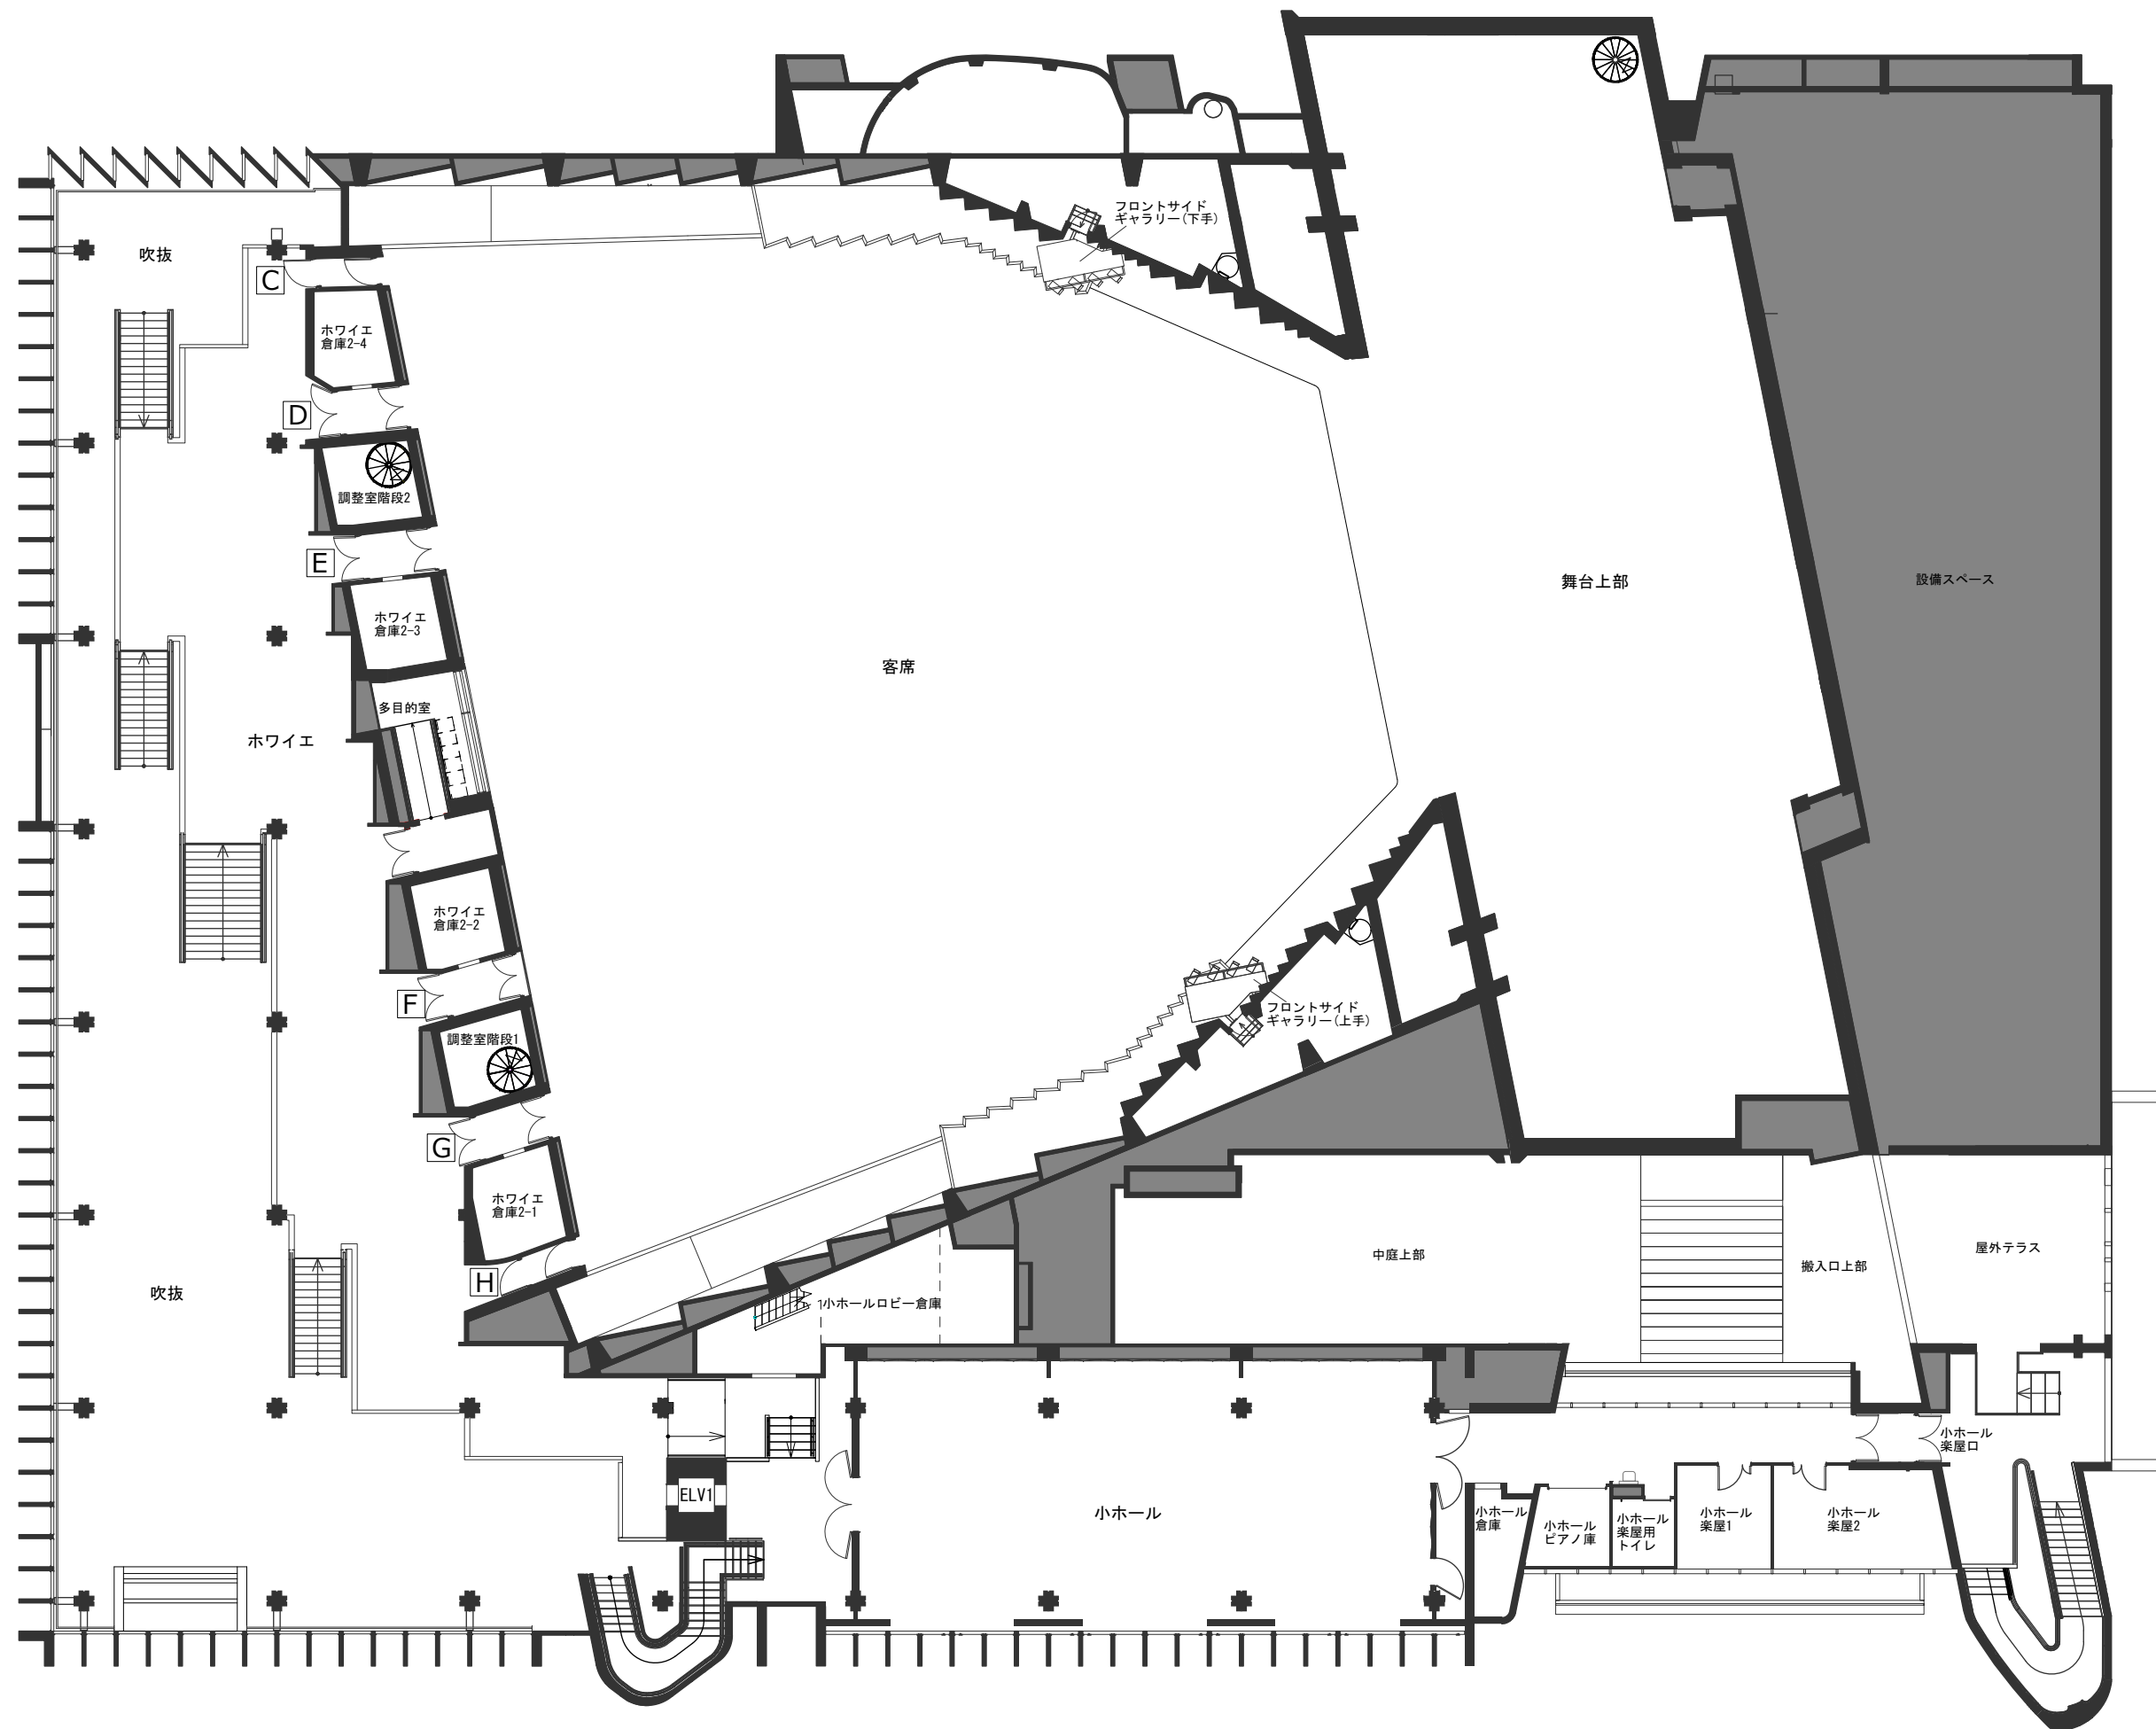 フロントサイド
ギャラリー(下手)
吹抜
C
ホワイエ
倉庫2-4
D
調整室階段2
E
舞台上部
設備スペース
ホワイエ
倉庫2-3
客席
多目的室
ホワイエ
ホワイエ
倉庫2-2
F
フロントサイド
ギャラリー(上手)
調整室階段1
G
ホワイエ
倉庫2-1
H
吹抜
小ホールロビー倉庫
中庭上部
搬入口上部
屋外テラス
小ホール
楽屋口
ELV1
小ホール
小ホール
倉庫
小ホール
ピアノ庫
小ホール
楽屋用
トイレ
小ホール
楽屋1
小ホール
楽屋2